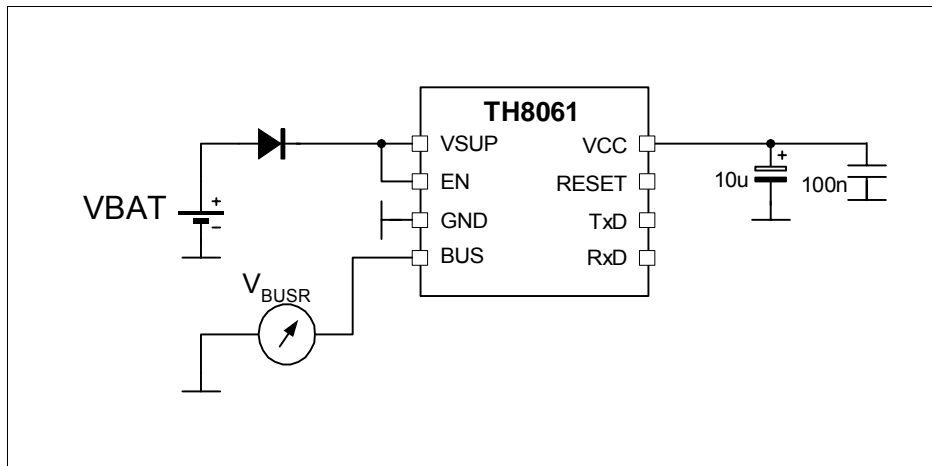 TH8061
VSUP VCC
EN RESET
GND TxD
BUS RxD
VBAT
+
–
V BUSR
+
10u 100n